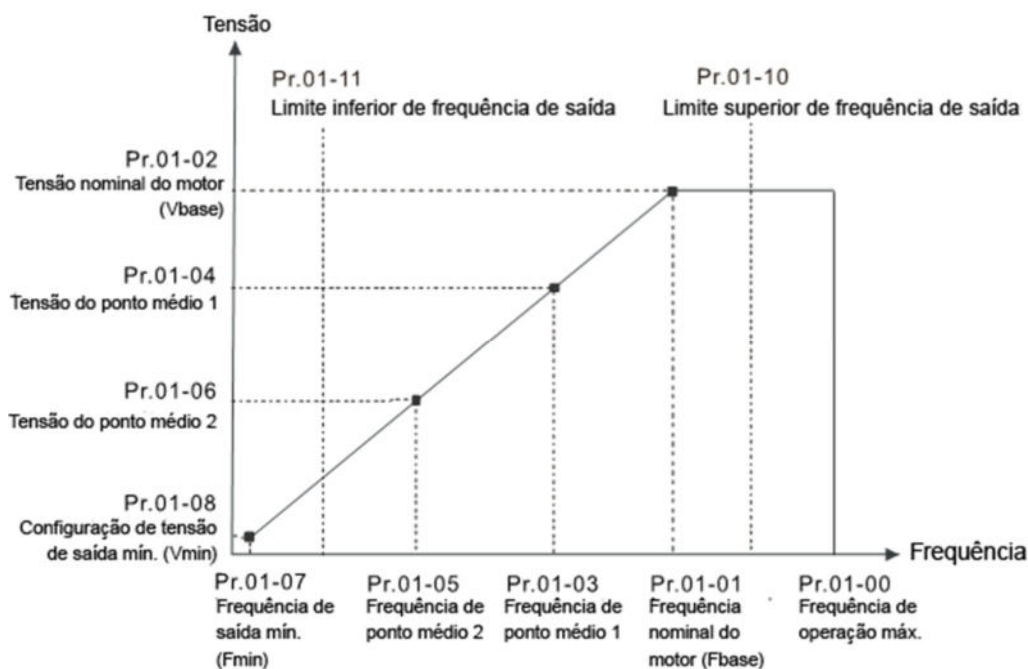 Tensão
Pr.01-11
Limite inferior de frequência de saída
Pr.01-10
Limite superior de frequência de saída
Pr.01-02
Tensão nominal do motor
(Vbase)
Pr.01-04
Tensão do ponto médio 1
Pr.01-06
Tensão do ponto médio 2
Pr.01-08
Configuração de tensão
de saída mín. (Vmin)
Frequência
Pr.01-07
Frequência de
saída mín.
(Fmin)
Pr.01-05
Frequência de
ponto médio 2
Pr.01-03
Frequência de
ponto médio 1
Pr.01-01
Frequência
nominal do
motor (Fbase)
Pr.01-00
Frequência de
operação máx.